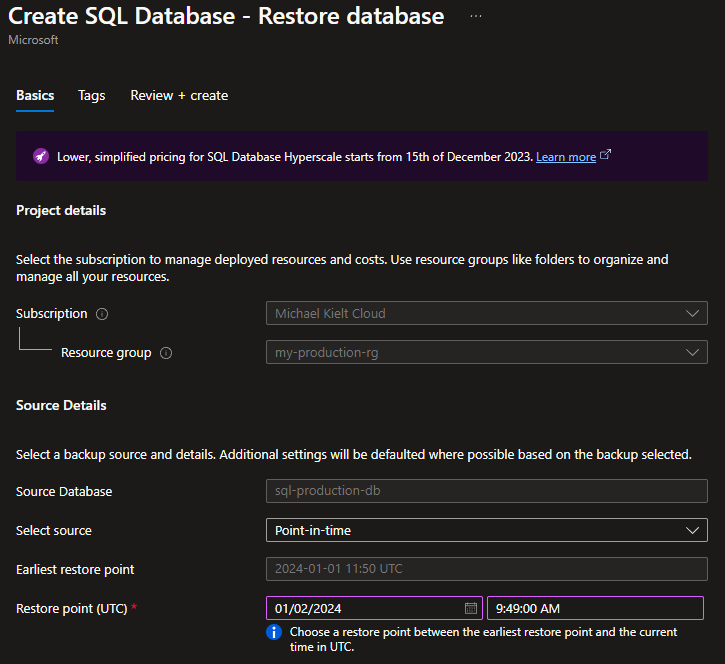 Create SQL Database - Restore database ...
Microsoft
Basics Tags Review + create
Lower, simplified pricing for SQL Database Hyperscale starts from 15th of December 2023. Learn more
Project details
Select the subscription to manage deployed resources and costs. Use resource groups like folders to organize and
manage all your resources.
Subscription Michael Kielt Cloud
Resource group my-production-rg
Source Details
Select a backup source and details. Additional settings will be defaulted where possible based on the backup selected.
Source Database sql-production-db
Select source Point-in-time
Earliest restore point 2024-01-01 11:50 UTC
Restore point (UTC) * 01/02/2024 9:49:00 AM
Choose a restore point between the earliest restore point and the current
time in UTC.